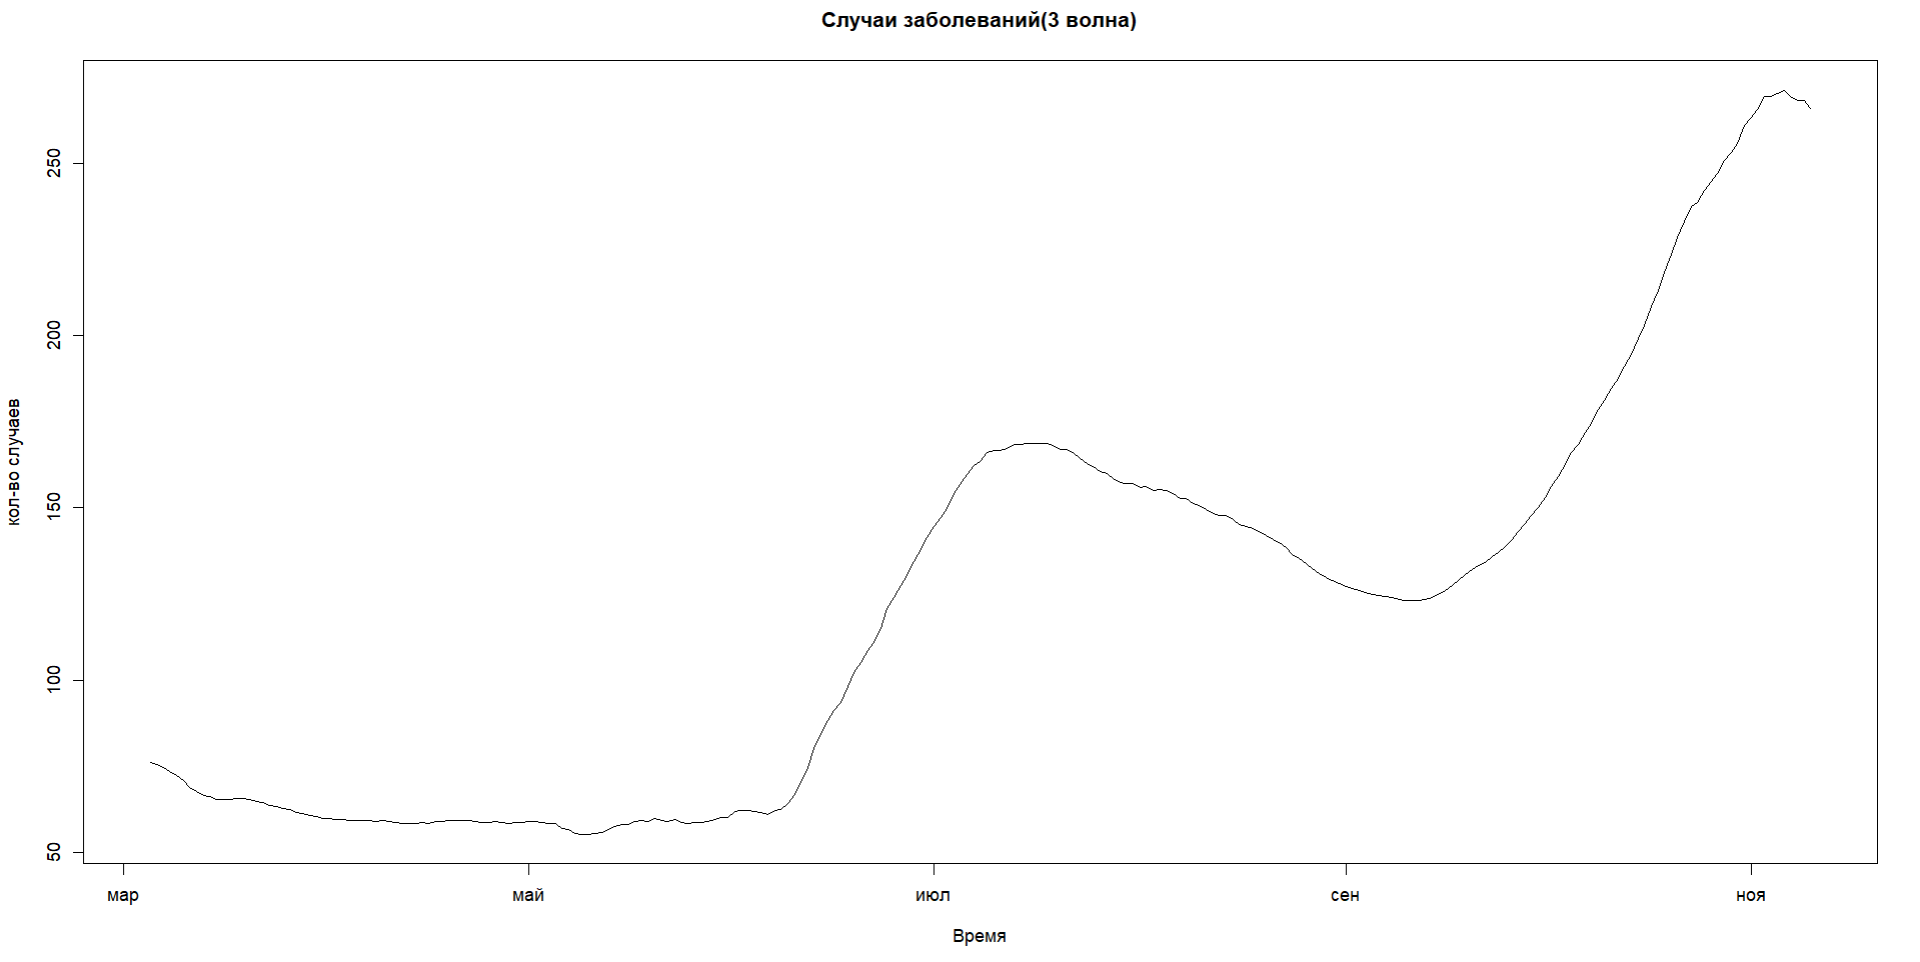 Случаи заболеваний(3 волна)
кол-во случаев
250
200
150
100
50
мар май июл сен ноя
Время